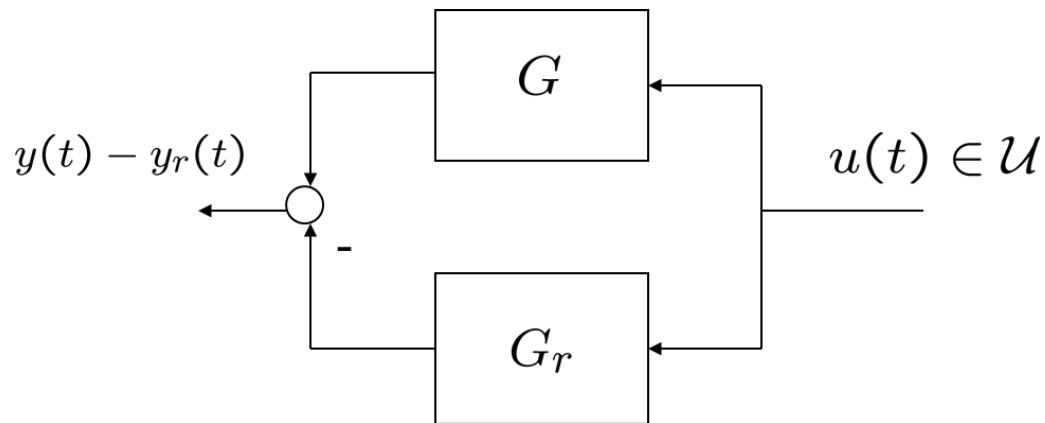 G
y(t) − y_r(t)
u(t) ∈ 𝒰
-
G_r